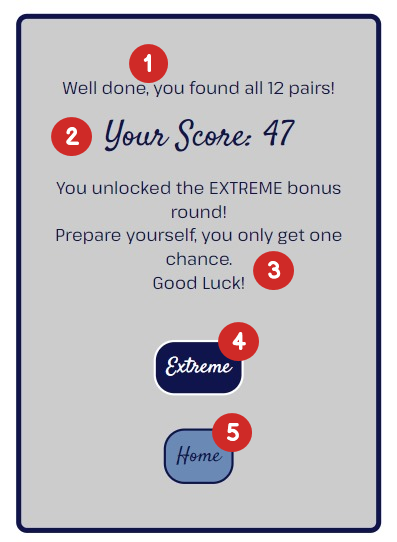 1
Well done, you found all 12 pairs!
2 Your Score: 47
You unlocked the EXTREME bonus
round!
Prepare yourself, you only get one
chance.
3
Good Luck!
4
Extreme
5
Home